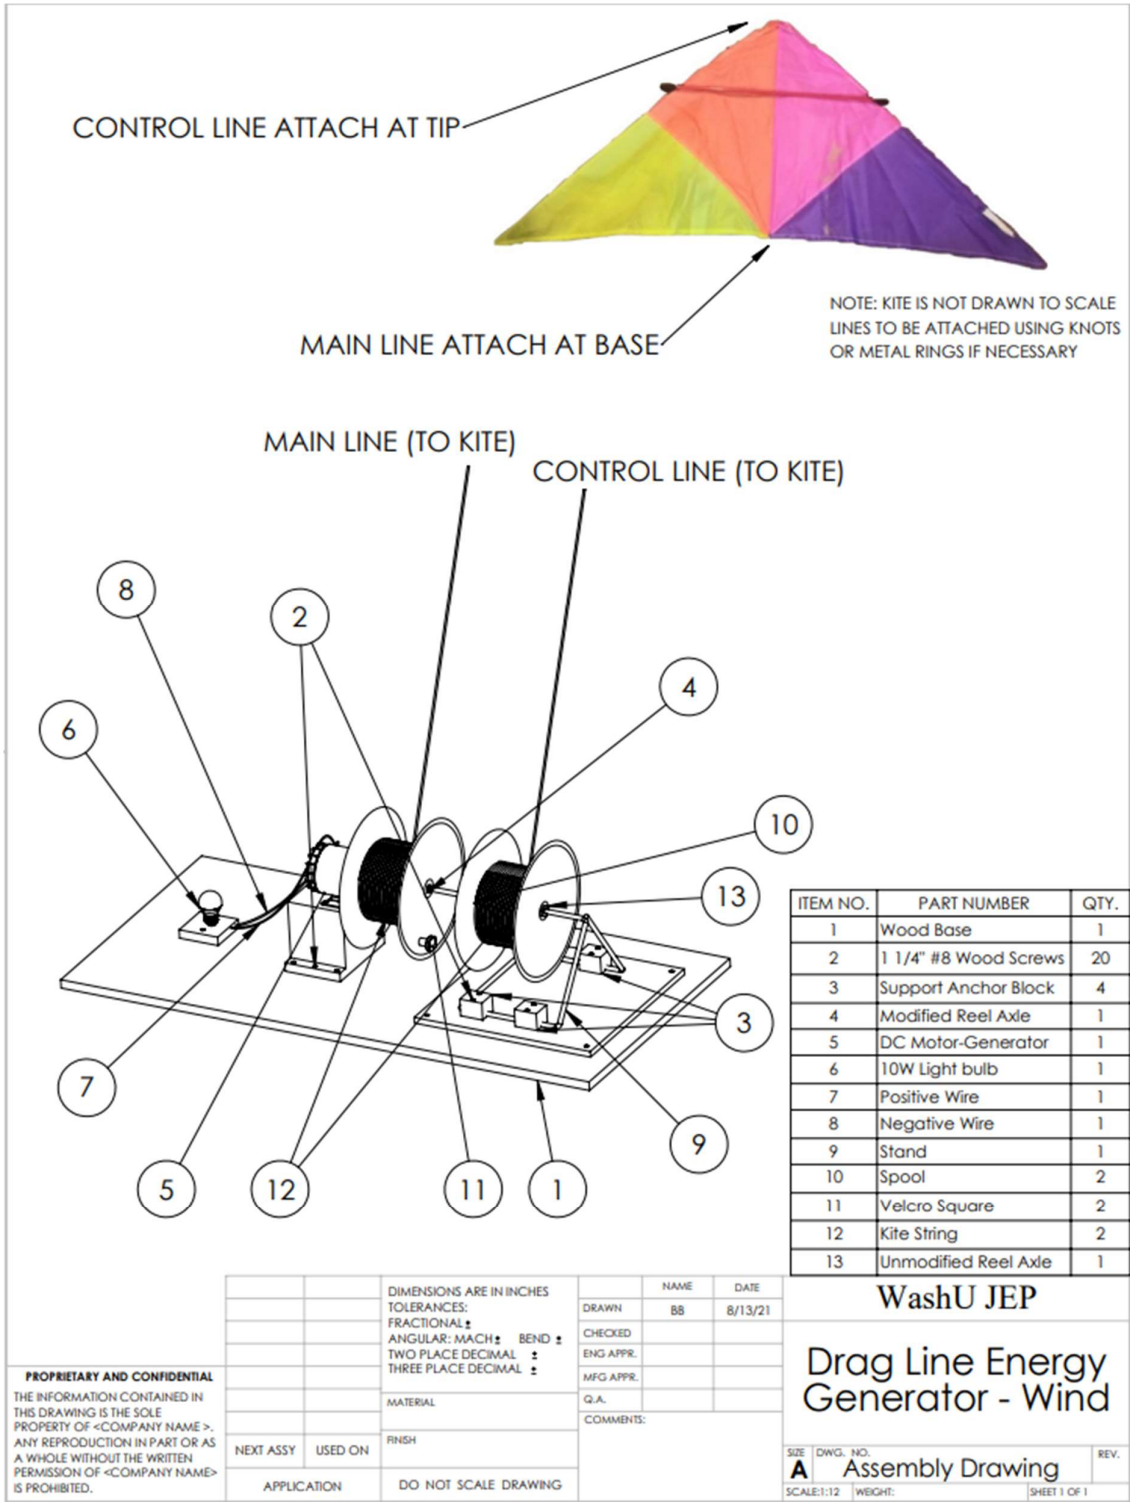 CONTROL LINE ATTACH AT TIP
MAIN LINE ATTACH AT BASE
NOTE: KITE IS NOT DRAWN TO SCALE
LINES TO BE ATTACHED USING KNOTS
OR METAL RINGS IF NECESSARY
MAIN LINE (TO KITE)
CONTROL LINE (TO KITE)
8
2
4
6
10
13
3
7
9
5
12
11
1
ITEM NO. PART NUMBER QTY.
1 Wood Base 1
2 1 1/4" #8 Wood Screws 20
3 Support Anchor Block 4
4 Modified Reel Axle 1
5 DC Motor-Generator 1
6 10W Light bulb 1
7 Positive Wire 1
8 Negative Wire 1
9 Stand 1
10 Spool 2
11 Velcro Square 2
12 Kite String 2
13 Unmodified Reel Axle 1
PROPRIETARY AND CONFIDENTIAL
THE INFORMATION CONTAINED IN
THIS DRAWING IS THE SOLE
PROPERTY OF <COMPANY NAME >.
ANY REPRODUCTION IN PART OR AS
A WHOLE WITHOUT THE WRITTEN
PERMISSION OF <COMPANY NAME>
IS PROHIBITED.
NEXT ASSY USED ON
APPLICATION
DIMENSIONS ARE IN INCHES
TOLERANCES:
FRACTIONAL ±
ANGULAR: MACH ± BEND ±
TWO PLACE DECIMAL ±
THREE PLACE DECIMAL ±
MATERIAL
FINISH
DO NOT SCALE DRAWING
NAME DATE
DRAWN BB 8/13/21
CHECKED
ENG APPR.
MFG APPR.
Q.A.
COMMENTS:
WashU JEP
Drag Line Energy
Generator - Wind
SIZE DWG. NO. REV.
A Assembly Drawing
SCALE:1:12 WEIGHT: SHEET 1 OF 1